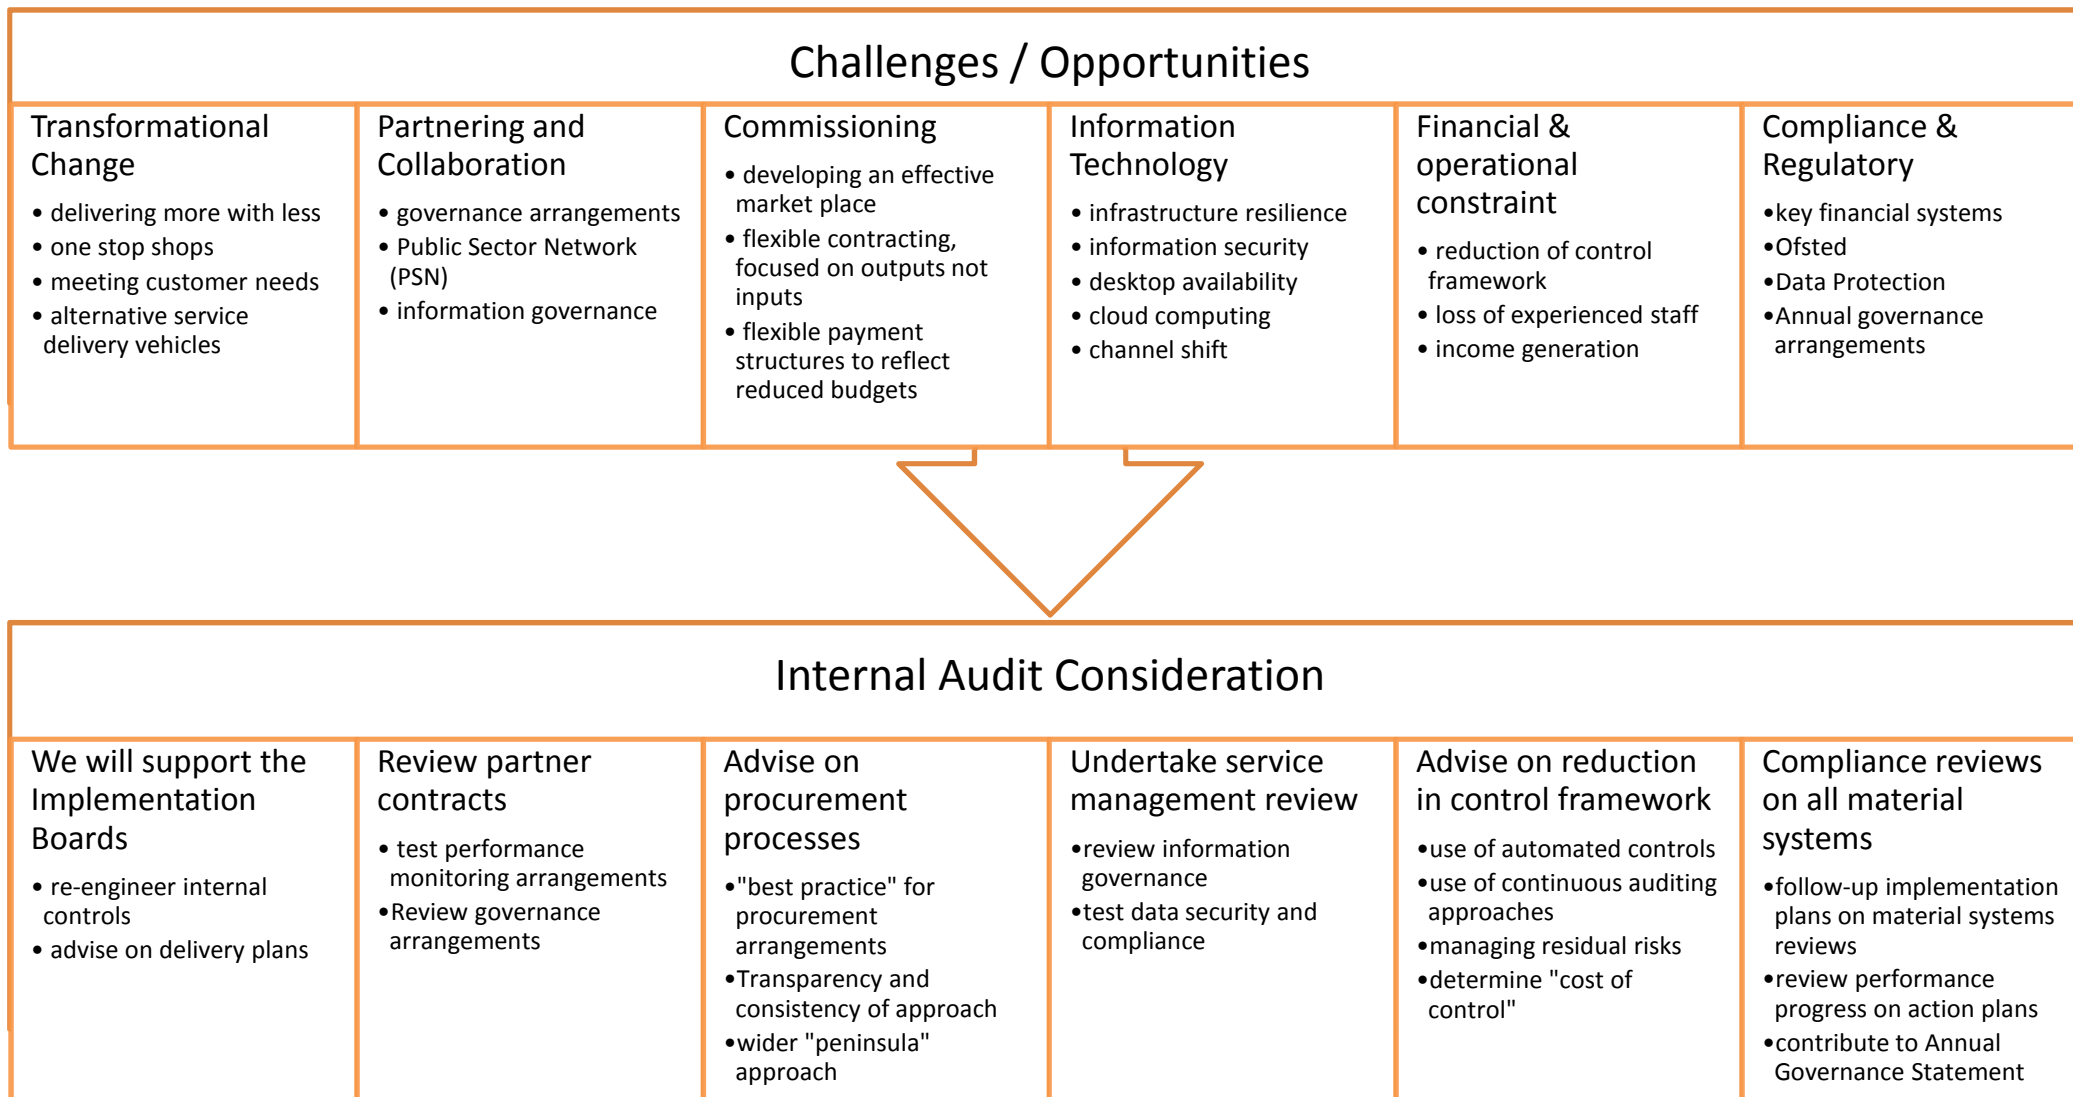 Challenges / Opportunities
Transformational
Change
• delivering more with less
• one stop shops
• meeting customer needs
• alternative service
delivery vehicles
Partnering and
Collaboration
• governance arrangements
• Public Sector Network
(PSN)
• information governance
Commissioning
• developing an effective
market place
• flexible contracting,
focused on outputs not
inputs
• flexible payment
structures to reflect
reduced budgets
Information
Technology
• infrastructure resilience
• information security
• desktop availability
• cloud computing
• channel shift
Financial &
operational
constraint
• reduction of control
framework
• loss of experienced staff
• income generation
Compliance &
Regulatory
•key financial systems
•Ofsted
•Data Protection
•Annual governance
arrangements
Internal Audit Consideration
We will support the
Implementation
Boards
• re-engineer internal
controls
• advise on delivery plans
Review partner
contracts
• test performance
monitoring arrangements
•Review governance
arrangements
Advise on
procurement
processes
•"best practice" for
procurement
arrangements
•Transparency and
consistency of approach
•wider "peninsula"
approach
Undertake service
management review
•review information
governance
•test data security and
compliance
Advise on reduction
in control framework
•use of automated controls
•use of continuous auditing
approaches
•managing residual risks
•determine "cost of
control"
Compliance reviews
on all material
systems
•follow-up implementation
plans on material systems
reviews
•review performance
progress on action plans
•contribute to Annual
Governance Statement